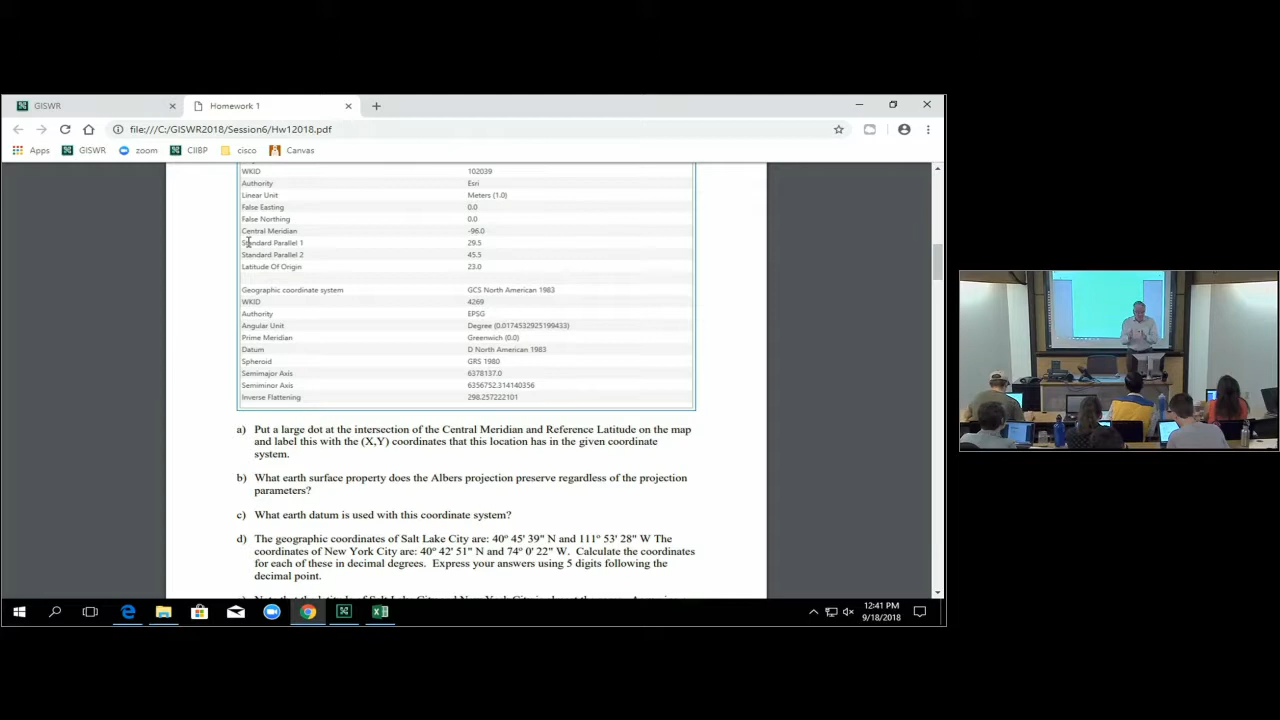 GISWR
Homework 1
file:///C:/GISWR2018/Session6/Hw12018.pdf
Apps GISWR zoom CIIBP cisco Canvas
WKID 102039
Authority Esri
Linear Unit Meters (1.0)
False Easting 0.0
False Northing 0.0
Central Meridian -96.0
Standard Parallel 1 29.5
Standard Parallel 2 45.5
Latitude Of Origin 23.0
Geographic coordinate system GCS North American 1983
WKID 4269
Authority EPSG
Angular Unit Degree (0.0174532925199433)
Prime Meridian Greenwich (0.0)
Datum D North American 1983
Spheroid GRS 1980
Semimajor Axis 6378137.0
Semiminor Axis 6356752.314140356
Inverse Flattening 298.257222101
a) Put a large dot at the intersection of the Central Meridian and Reference Latitude on the map
and label this with the (X,Y) coordinates that this location has in the given coordinate
system.
b) What earth surface property does the Albers projection preserve regardless of the projection
parameters?
c) What earth datum is used with this coordinate system?
d) The geographic coordinates of Salt Lake City are: 40° 45' 39" N and 111° 53' 28" W The
coordinates of New York City are: 40° 42' 51" N and 74° 0' 22" W. Calculate the coordinates
for each of these in decimal degrees. Express your answers using 5 digits following the
decimal point.
12:41 PM
9/18/2018